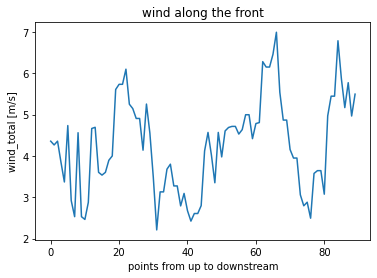 wind along the front
7
6
5
4
3
2
wind_total [m/s]
0 20 40 60 80
points from up to downstream